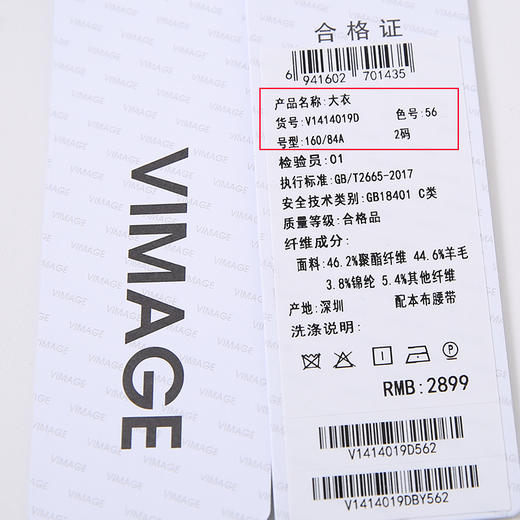 VIMAGE
合格证
6 941602 701435
产品名称:大衣
货号:V1414019D 色号:56
号型:160/84A 2码
检验员:01
执行标准:GB/T2665-2017
安全技术类别:GB18401 C类
质量等级:合格品
纤维成分:
面料:46.2%聚酯纤维 44.6%羊毛
3.8%锦纶 5.4%其他纤维
产地:深圳 配本布腰带
洗涤说明:
RMB:2899
V1414019D562
V1414019DBY562